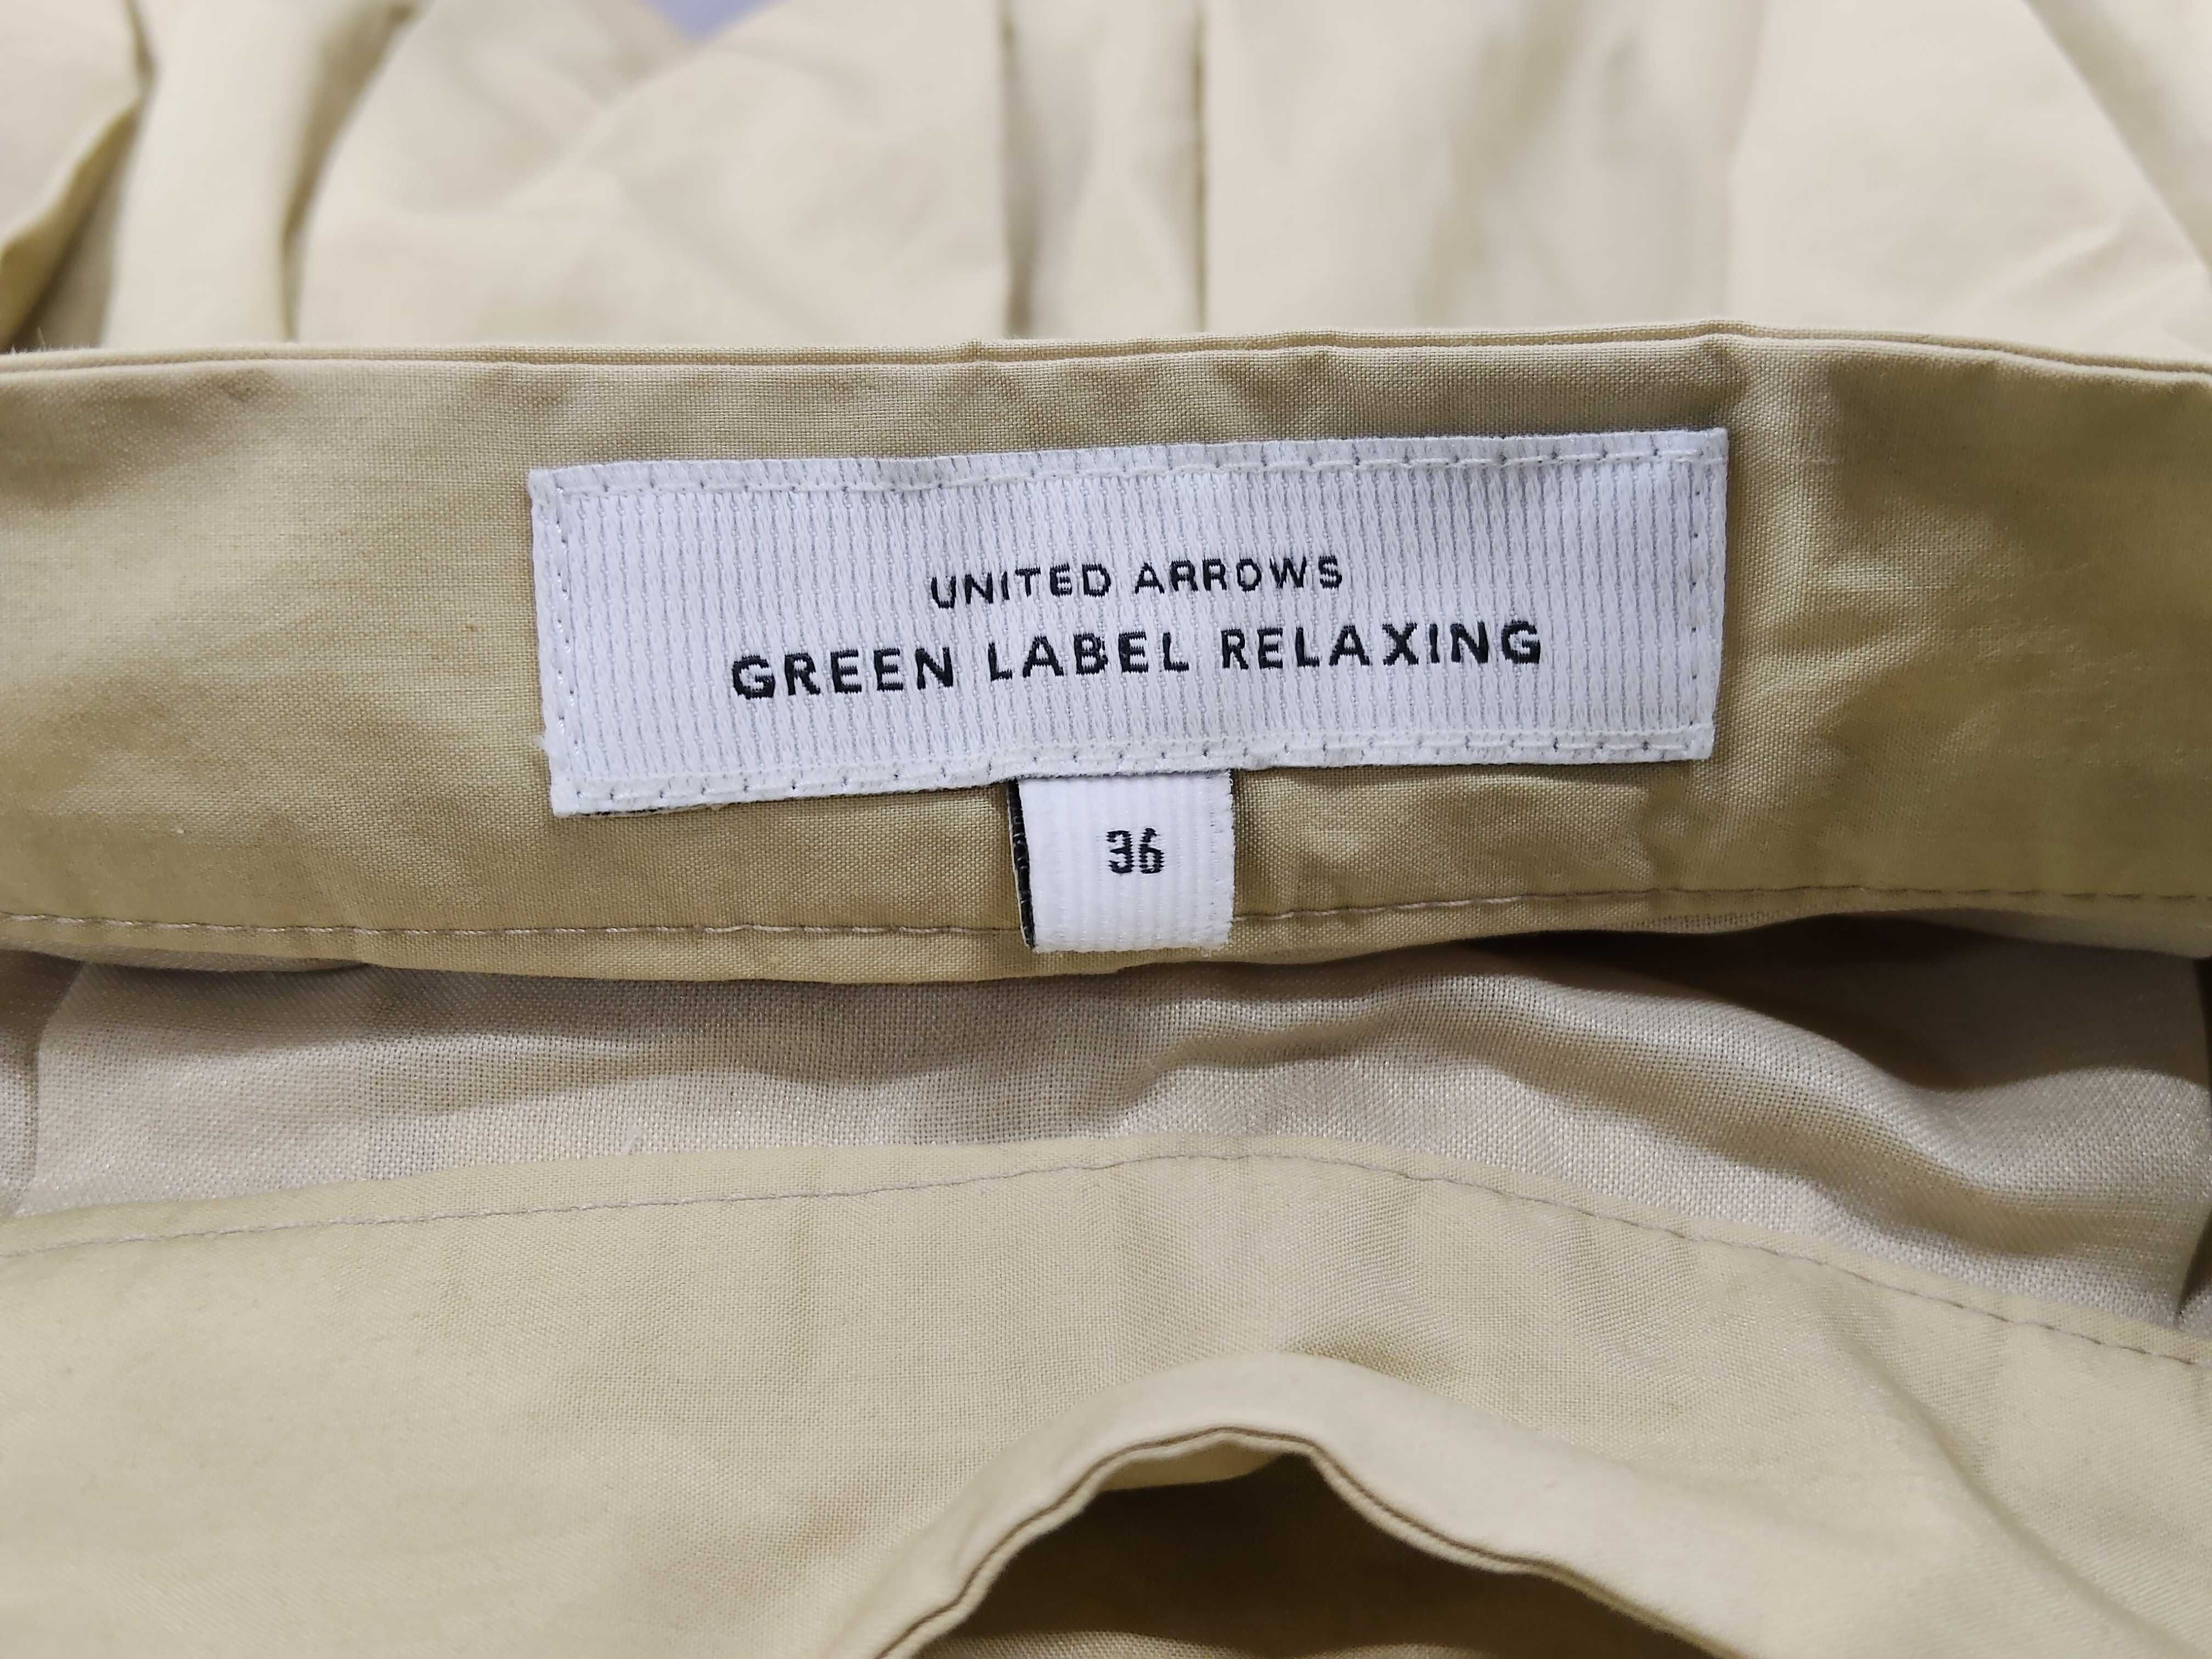 UNITED ARROWS
GREEN LABEL RELAXING
36